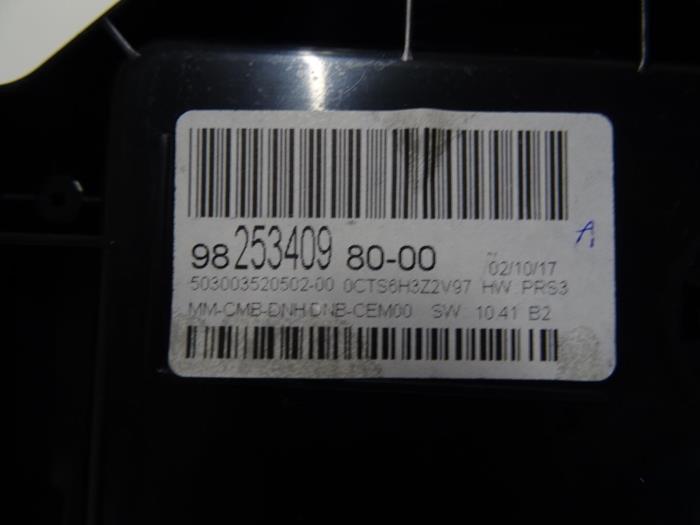 98 253409 80-00 02/10/17
503003520502-00 0CTS6H3Z2V97 HW PRS3
MM-CMB-DNH/DNB-CEM00 SW 10.41 B2
A